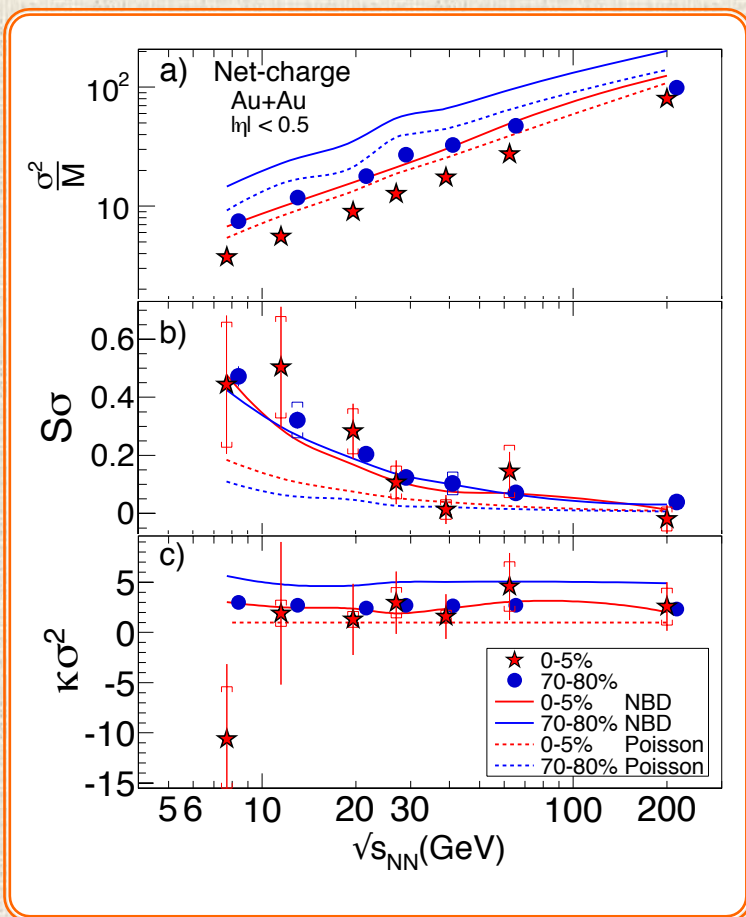 a) Net-charge
Au+Au
|η| < 0.5
10²
10
σ²/M
b)
0.6
0.4
0.2
0
Sσ
c)
5
0
-5
-10
-15
κσ²
0-5%
70-80%
0-5% NBD
70-80% NBD
0-5% Poisson
70-80% Poisson
5 6 10 20 30 100 200
√sNN(GeV)